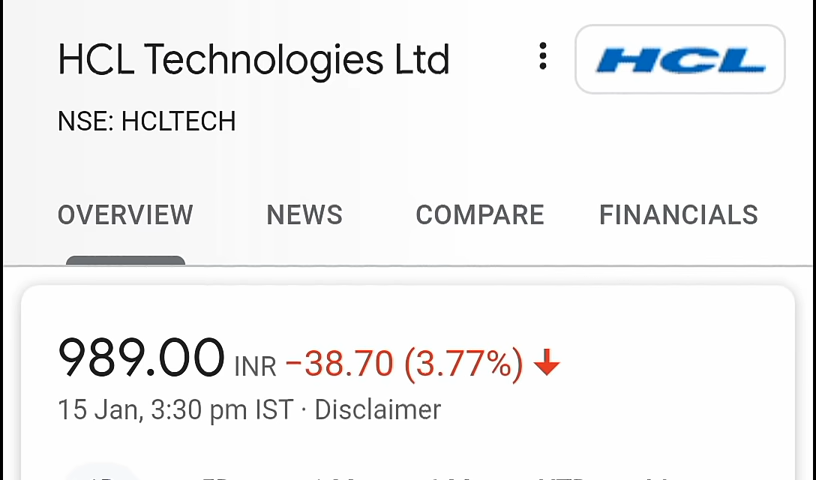 HCL Technologies Ltd
HCL
NSE: HCLTECH
OVERVIEW NEWS COMPARE FINANCIALS
989.00 INR −38.70 (3.77%)
15 Jan, 3:30 pm IST · Disclaimer